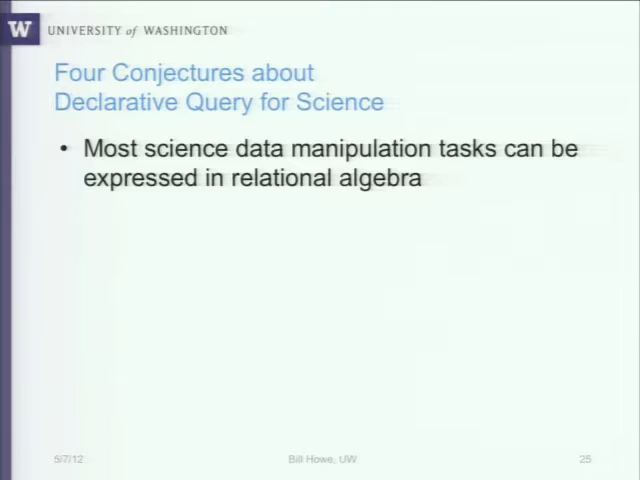 W UNIVERSITY of WASHINGTON
Four Conjectures about
Declarative Query for Science
• Most science data manipulation tasks can be
expressed in relational algebra
5/7/12 Bill Howe, UW 25